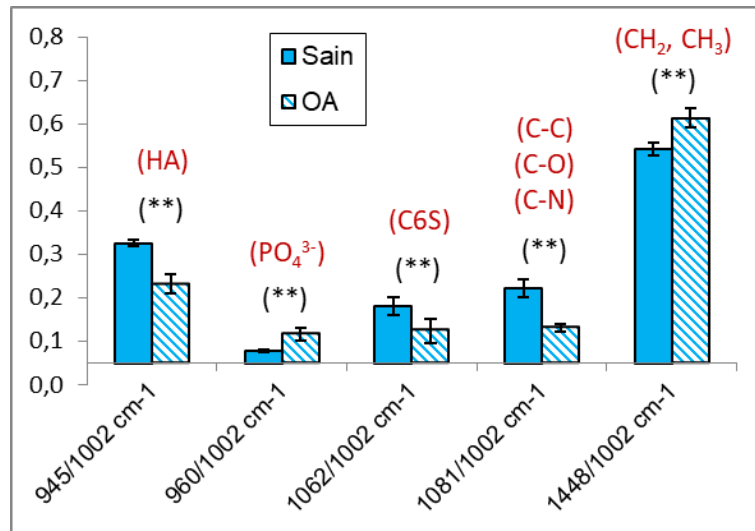 0,8
0,7
0,6
0,5
0,4
0,3
0,2
0,1
0,0
Sain
OA
(HA)
(**)
(PO₄³⁻)
(**)
(C6S)
(**)
(C-C)
(C-O)
(C-N)
(**)
(CH₂, CH₃)
(**)
945/1002 cm-1
960/1002 cm-1
1062/1002 cm-1
1081/1002 cm-1
1448/1002 cm-1